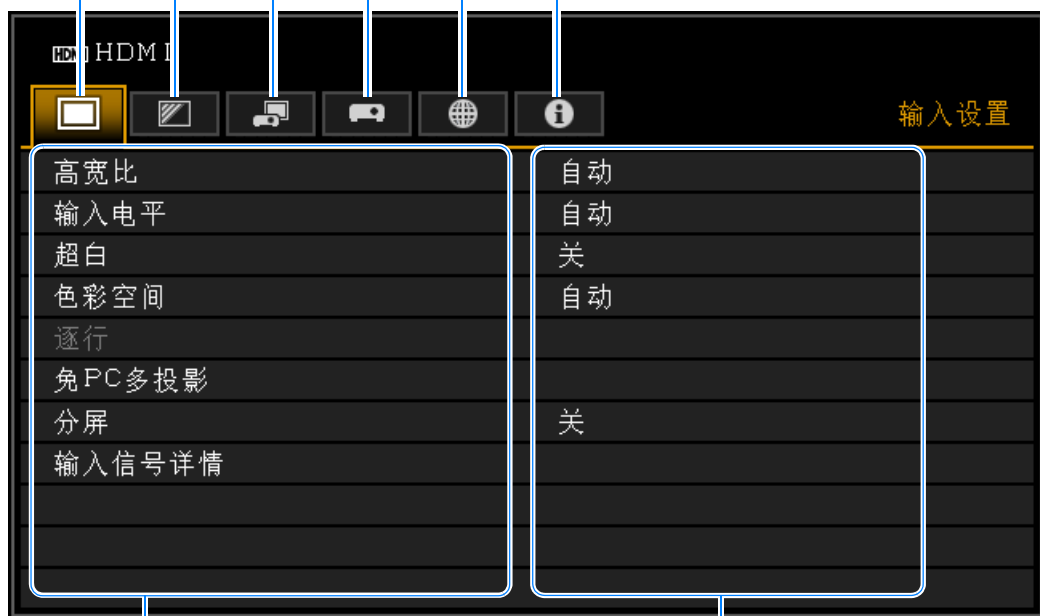 HDMI HDMI
输入设置
高宽比 自动
输入电平 自动
超白 关
色彩空间 自动
逐行
免PC多投影
分屏 关
输入信号详情